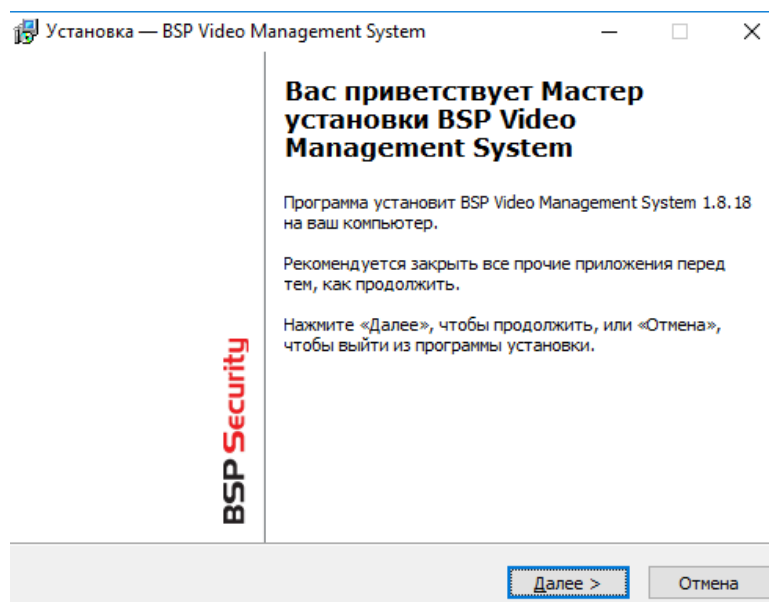 Установка — BSP Video Management System
Вас приветствует Мастер
установки BSP Video
Management System
Программа установит BSP Video Management System 1.8.18
на ваш компьютер.
Рекомендуется закрыть все прочие приложения перед
тем, как продолжить.
Нажмите «Далее», чтобы продолжить, или «Отмена»,
чтобы выйти из программы установки.
BSP Security
Далее >
Отмена